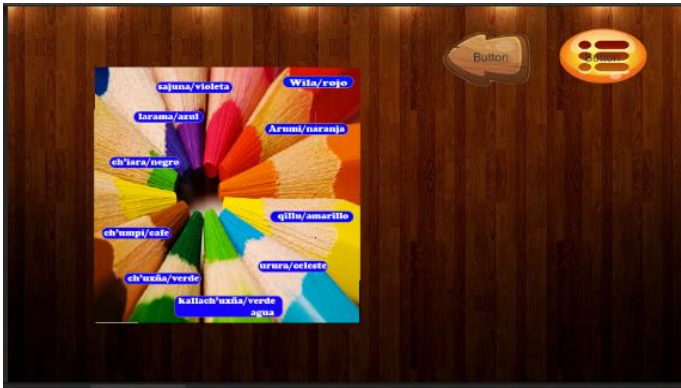 Button
Button
sajuna/violeta
Wila/rojo
larama/azul
Arumi/naranja
ch'iara/negro
qillu/amarillo
ch'umpi/cafe
urura/celeste
ch'uxña/verde
kallach'uxña/verde
agua